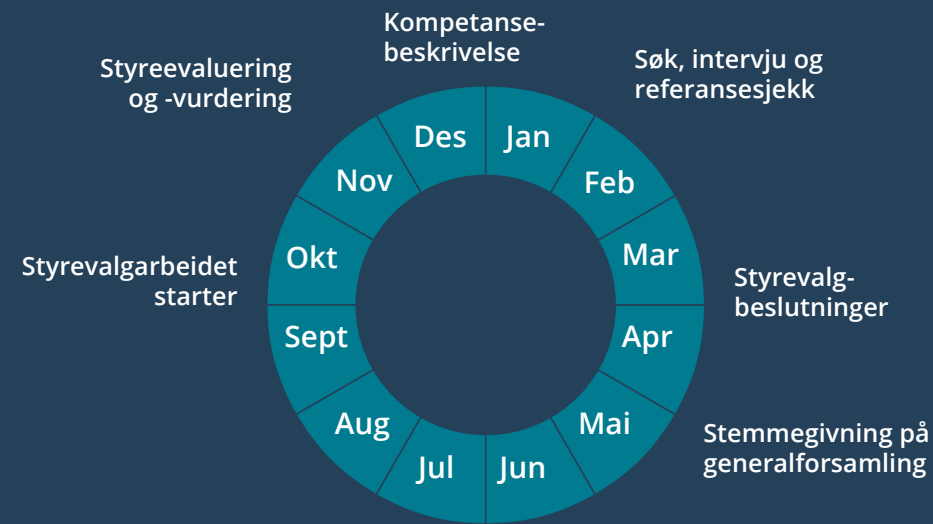 Kompetanse-
beskrivelse
Søk, intervju og
referansesjekk
Styreevaluering
og -vurdering
Des
Jan
Nov
Feb
Okt
Mar
Styrevalgarbeidet
starter
Styrevalg-
beslutninger
Sept
Apr
Aug
Mai
Jul
Jun
Stemmegivning på
generalforsamling